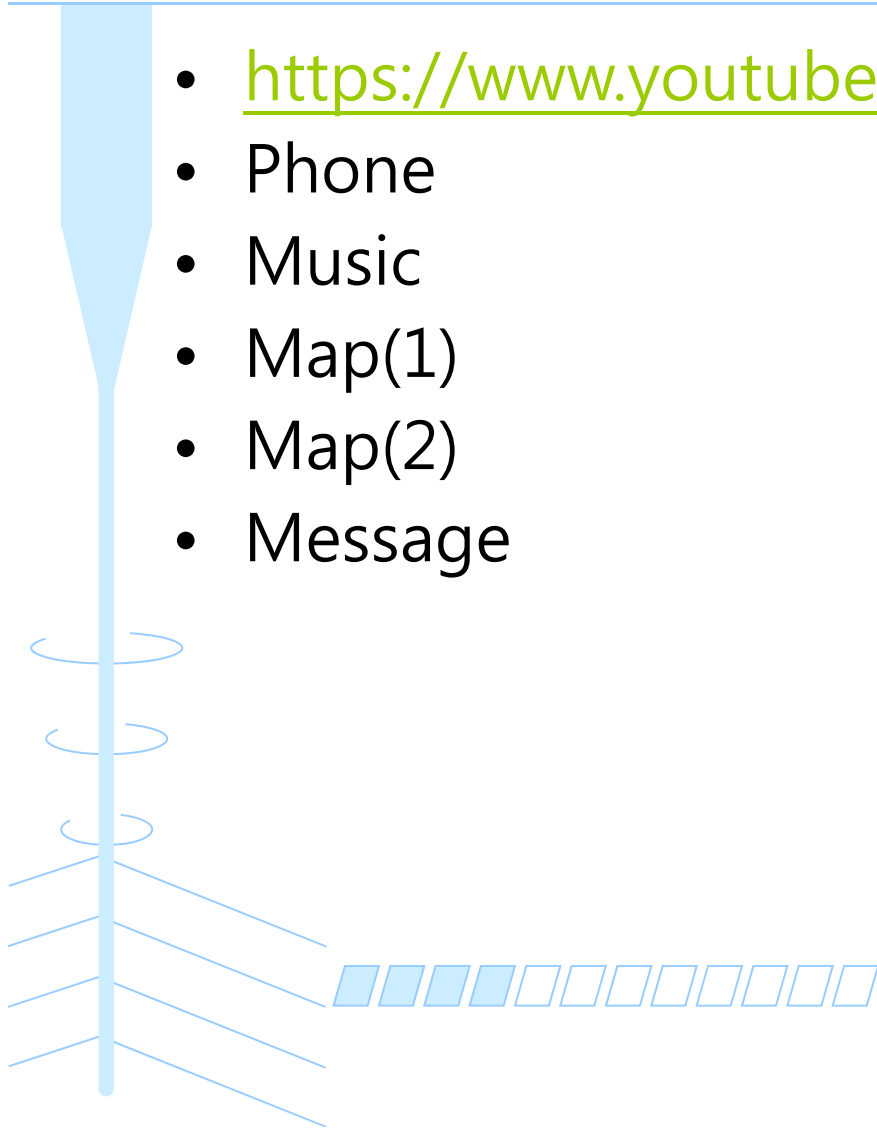 • https://www.youtube
• Phone
• Music
• Map(1)
• Map(2)
• Message